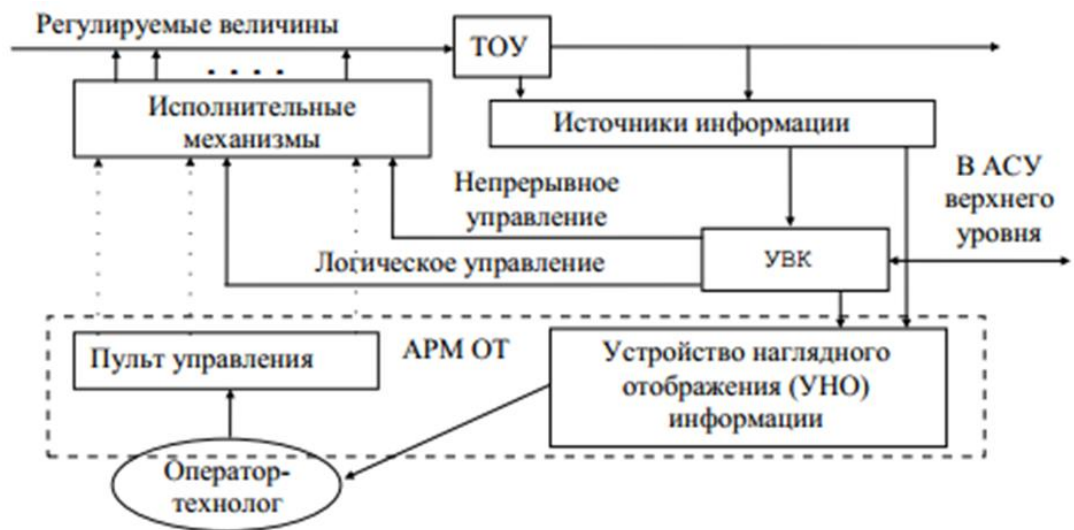 Регулируемые величины
ТОУ
Исполнительные
механизмы
Источники информации
В АСУ
верхнего
уровня
Непрерывное
управление
УВК
Логическое управление
Пульт управления
АРМ ОТ
Устройство наглядного
отображения (УНО)
информации
Оператор-
технолог